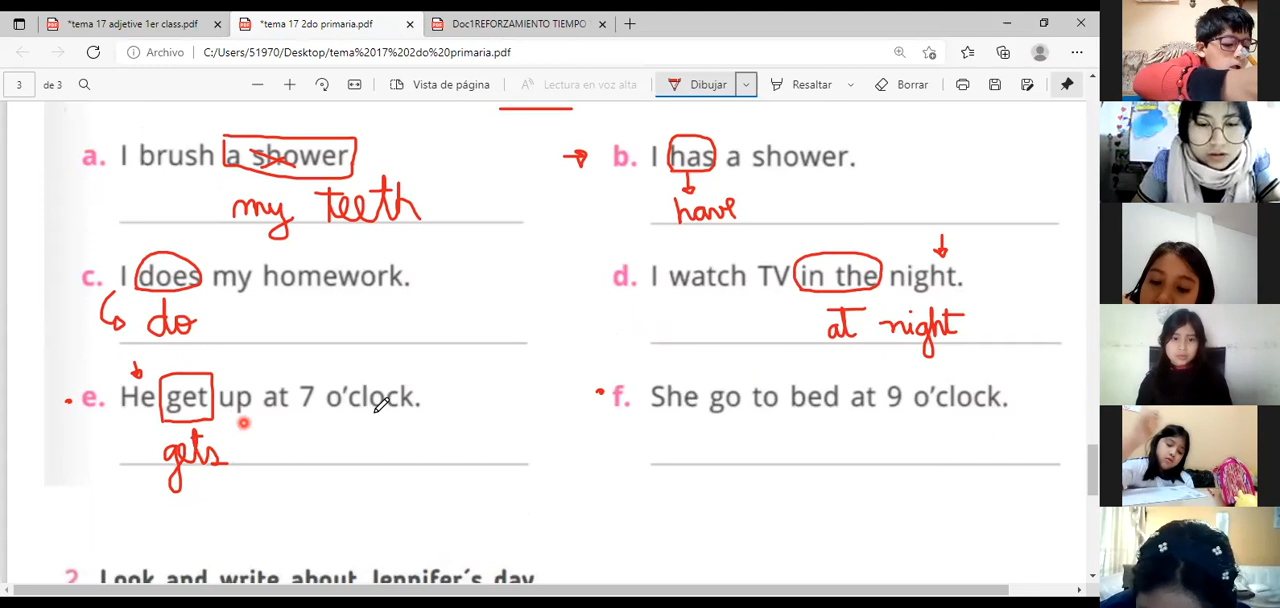 *tema 17 adjetive 1er class.pdf
*tema 17 2do primaria.pdf
Doc1REFORZAMIENTO TIEMPO
Archivo
C:/Users/51970/Desktop/tema%2017%202do%20primaria.pdf
3 de 3
Vista de página
Lectura en voz alta
Dibujar
Resaltar
Borrar
a. I brush a shower
my teeth
b. I has a shower.
have
c. I does my homework.
do
d. I watch TV in the night.
at night
e. He get up at 7 o'clock.
gets
f. She go to bed at 9 o'clock.
2. Look and write about Jennifer´s day